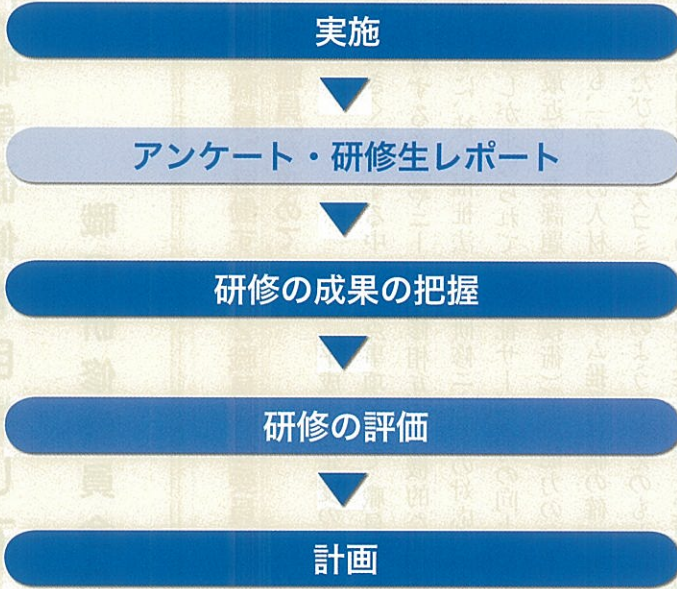 実施
アンケート・研修生レポート
研修の成果の把握
研修の評価
計画